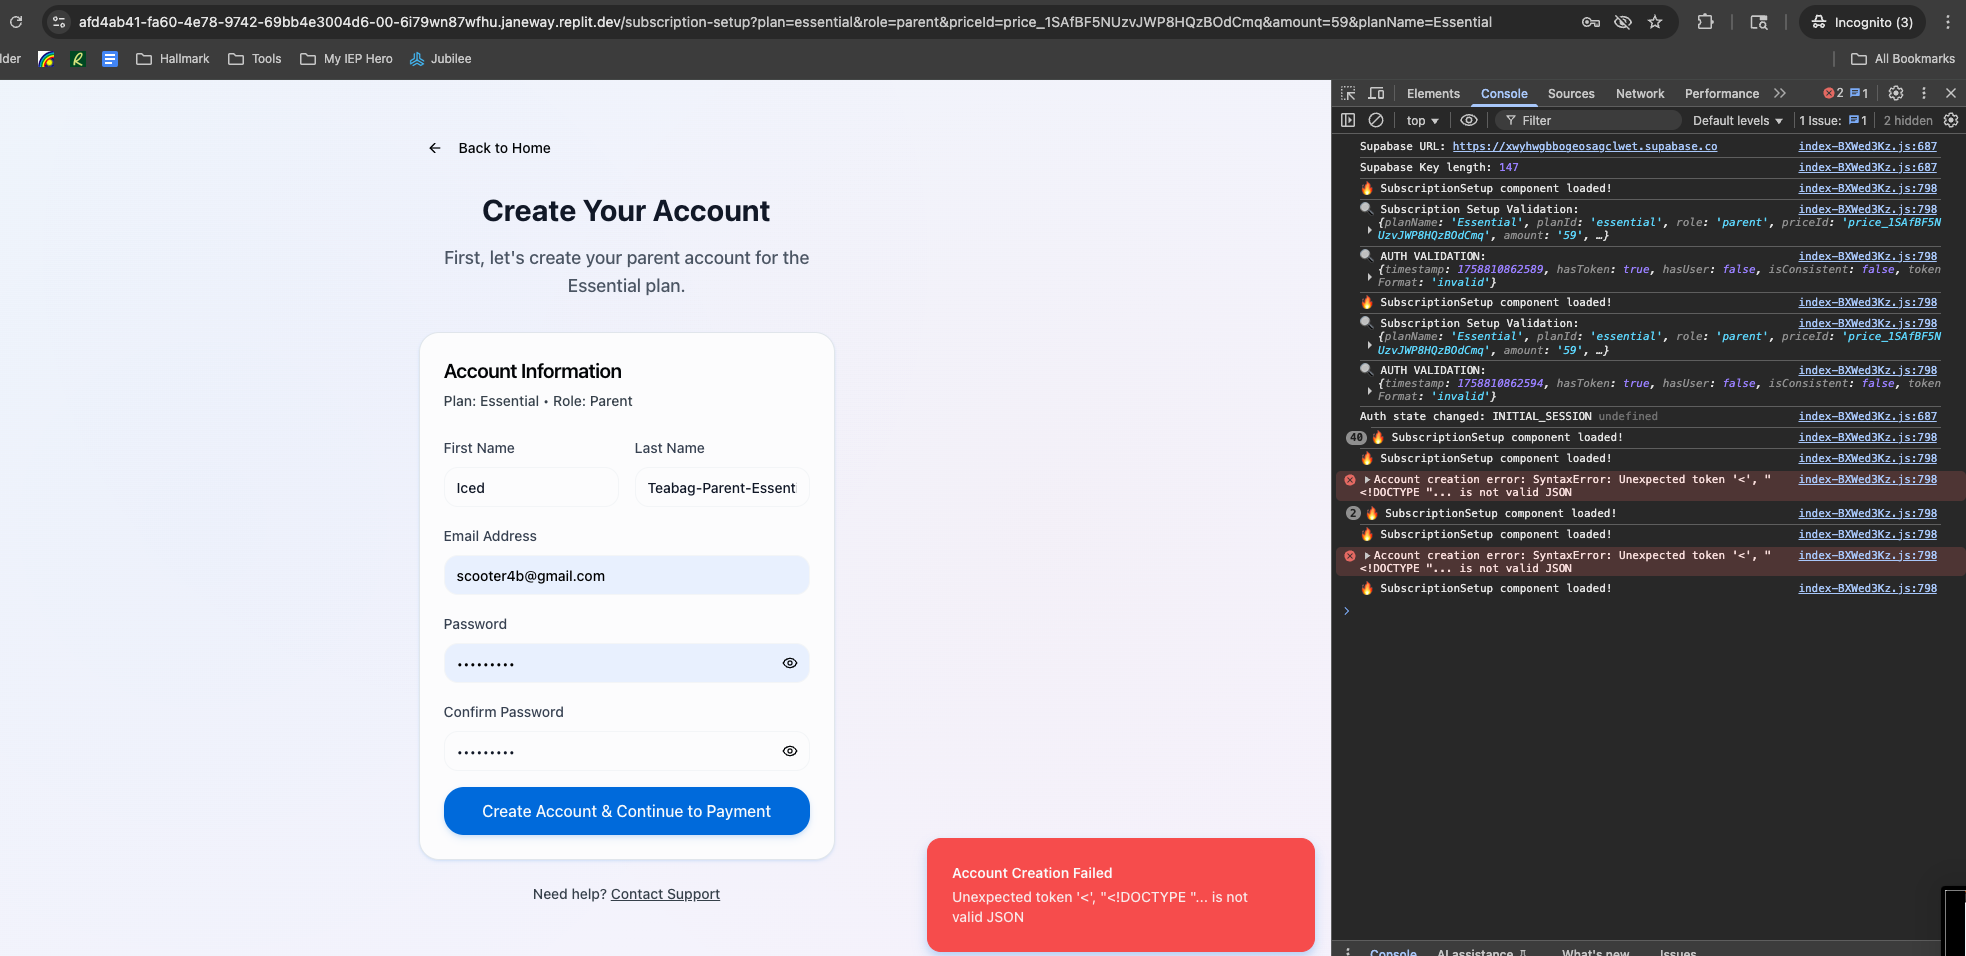 afd4ab41-fa60-4e78-9742-69bb4e3004d6-00-6i79wn87wfhu.janeway.replit.dev/subscription-setup?plan=essential&role=parent&priceId=price_1SAfBF5NUzvJWP8HQzBOdCmq&amount=59&planName=Essential
Incognito (3)
lder
Hallmark
Tools
My IEP Hero
Jubilee
All Bookmarks
Back to Home
Create Your Account
First, let's create your parent account for the
Essential plan.
Account Information
Plan: Essential • Role: Parent
First Name
Last Name
Iced
Teabag-Parent-Essenti
Email Address
scooter4b@gmail.com
Password
•••••••••
Confirm Password
•••••••••
Create Account & Continue to Payment
Need help? Contact Support
Account Creation Failed
Unexpected token '<', "<!DOCTYPE "... is not
valid JSON
Elements Console Sources Network Performance 2 1
top Filter Default levels 1 Issue: 1 2 hidden
Supabase URL: https://xwyhwgbbogeosagclwet.supabase.co index-BXWed3Kz.js:687
Supabase Key length: 147 index-BXWed3Kz.js:687
🔥 SubscriptionSetup component loaded! index-BXWed3Kz.js:798
🔍 Subscription Setup Validation: index-BXWed3Kz.js:798
{planName: 'Essential', planId: 'essential', role: 'parent', priceId: 'price_1SAfBF5N
UzvJWP8HQzBOdCmq', amount: '59', …}
🔍 AUTH VALIDATION: index-BXWed3Kz.js:798
{timestamp: 1758810862589, hasToken: true, hasUser: false, isConsistent: false, token
Format: 'invalid'}
🔥 SubscriptionSetup component loaded! index-BXWed3Kz.js:798
🔍 Subscription Setup Validation: index-BXWed3Kz.js:798
{planName: 'Essential', planId: 'essential', role: 'parent', priceId: 'price_1SAfBF5N
UzvJWP8HQzBOdCmq', amount: '59', …}
🔍 AUTH VALIDATION: index-BXWed3Kz.js:798
{timestamp: 1758810862594, hasToken: true, hasUser: false, isConsistent: false, token
Format: 'invalid'}
Auth state changed: INITIAL_SESSION undefined index-BXWed3Kz.js:687
40 🔥 SubscriptionSetup component loaded! index-BXWed3Kz.js:798
🔥 SubscriptionSetup component loaded! index-BXWed3Kz.js:798
Account creation error: SyntaxError: Unexpected token '<', " index-BXWed3Kz.js:798
<!DOCTYPE "... is not valid JSON
2 🔥 SubscriptionSetup component loaded! index-BXWed3Kz.js:798
🔥 SubscriptionSetup component loaded! index-BXWed3Kz.js:798
Account creation error: SyntaxError: Unexpected token '<', " index-BXWed3Kz.js:798
<!DOCTYPE "... is not valid JSON
🔥 SubscriptionSetup component loaded! index-BXWed3Kz.js:798
Console AI assistance What's new Issues